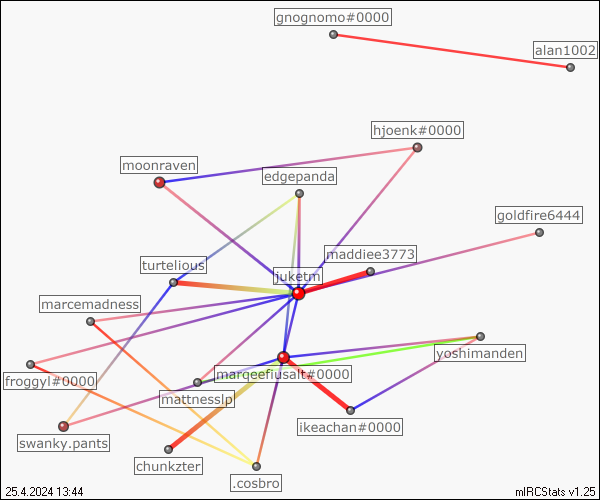 gnognomo#0000
alan1002
hjoenk#0000
moonraven
edgepanda
goldfire6444
maddiee3773
turtelious
juketm
marcemadness
yoshimanden
marqeefiusalt#0000
froggyl#0000
mattnesslp
ikeachan#0000
swanky.pants
chunkzter
.cosbro
25.4.2024 13:44
mIRCStats v1.25